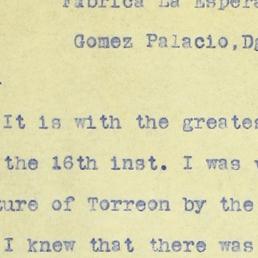 Fabrica La Espera
Gomez Palacio, Dg
It is with the greates
the 16th inst. I was
ture of Torreon by the
I knew that there was